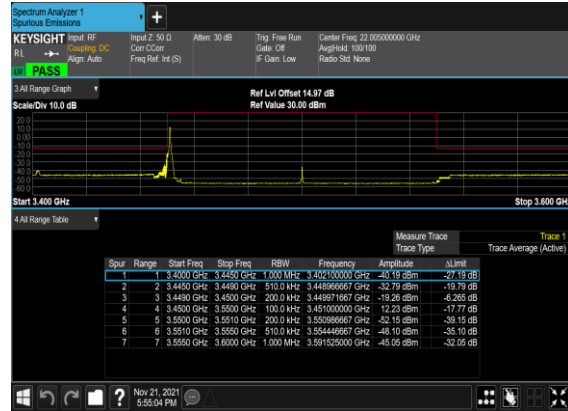 Spectrum Analyzer 1
Spurious Emissions
KEYSIGHT Input: RF Input Z: 50 Ω Atten: 30 dB Trig: Free Run Center Freq: 22.005000000 GHz
RL Coupling: DC Corr CCorr Gate: Off Avg|Hold: 100/100
Align: Auto Freq Ref: Int (S) IF Gain: Low Radio Std: None
PASS
3 All Range Graph
Ref Lvl Offset 14.97 dB
Scale/Div 10.0 dB Ref Value 30.00 dBm
20.0
10.0
0.00
-10.0
-20.0
-30.0
-40.0
-50.0
-60.0
Start 3.400 GHz Stop 3.600 GH
4 All Range Table
Measure Trace Trace 1
Trace Type Trace Average (Active)
Spur Range Start Freq Stop Freq RBW Frequency Amplitude ΔLimit
1 1 3.4000 GHz 3.4450 GHz 1.000 MHz 3.402100000 GHz -40.19 dBm -27.19 dB
2 2 3.4450 GHz 3.4490 GHz 510.0 kHz 3.448966667 GHz -32.79 dBm -19.79 dB
3 3 3.4490 GHz 3.4500 GHz 200.0 kHz 3.449971667 GHz -19.26 dBm -6.265 dB
4 4 3.4500 GHz 3.5500 GHz 100.0 kHz 3.451000000 GHz 12.23 dBm -17.77 dB
5 5 3.5500 GHz 3.5510 GHz 200.0 kHz 3.550986667 GHz -52.15 dBm -39.15 dB
6 6 3.5510 GHz 3.5550 GHz 510.0 kHz 3.554446667 GHz -48.10 dBm -35.10 dB
7 7 3.5550 GHz 3.6000 GHz 1.000 MHz 3.591525000 GHz -45.05 dBm -32.05 dB
Nov 21, 2021
5:55:04 PM